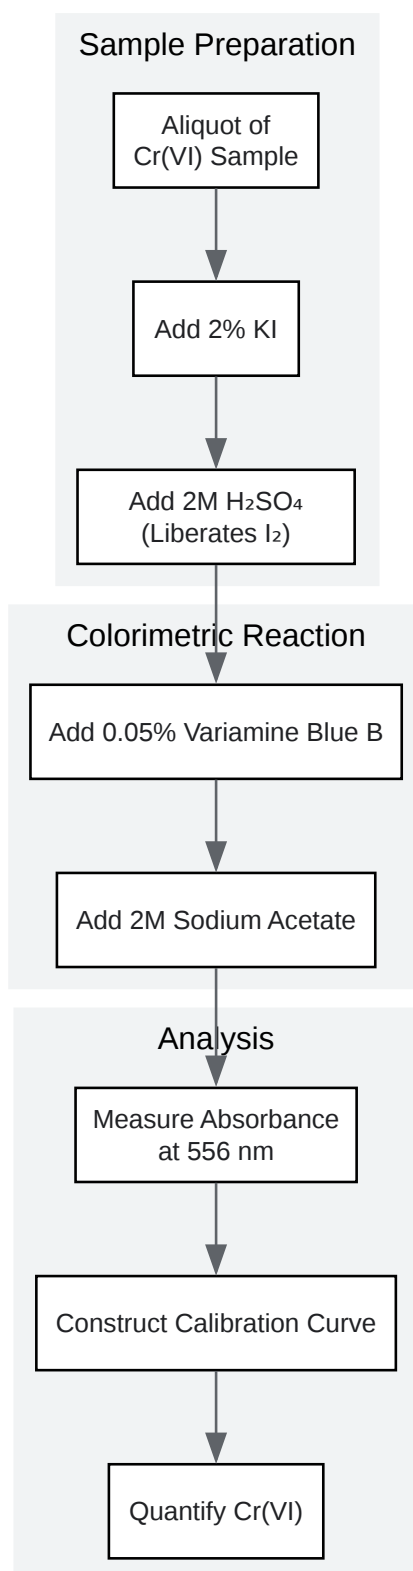 Sample Preparation
Aliquot of
Cr(VI) Sample
Add 2% KI
Add 2M H₂SO₄
(Liberates I₂)
Colorimetric Reaction
Add 0.05% Variamine Blue B
Add 2M Sodium Acetate
Analysis
Measure Absorbance
at 556 nm
Construct Calibration Curve
Quantify Cr(VI)